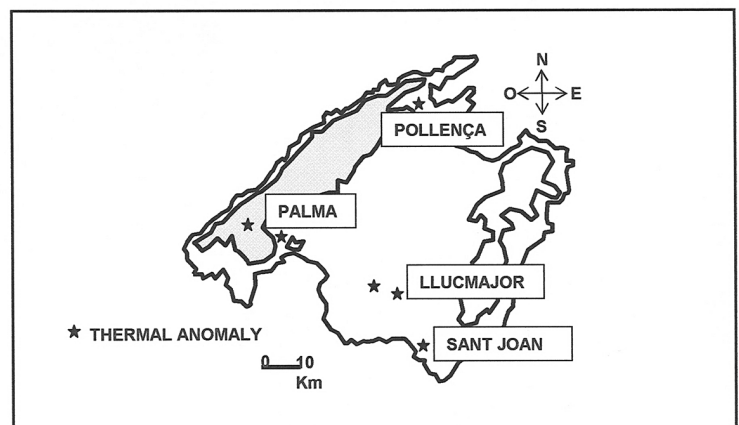 N
O E
S
POLLENÇA
PALMA
LLUCMAJOR
THERMAL ANOMALY
SANT JOAN
0 10
Km